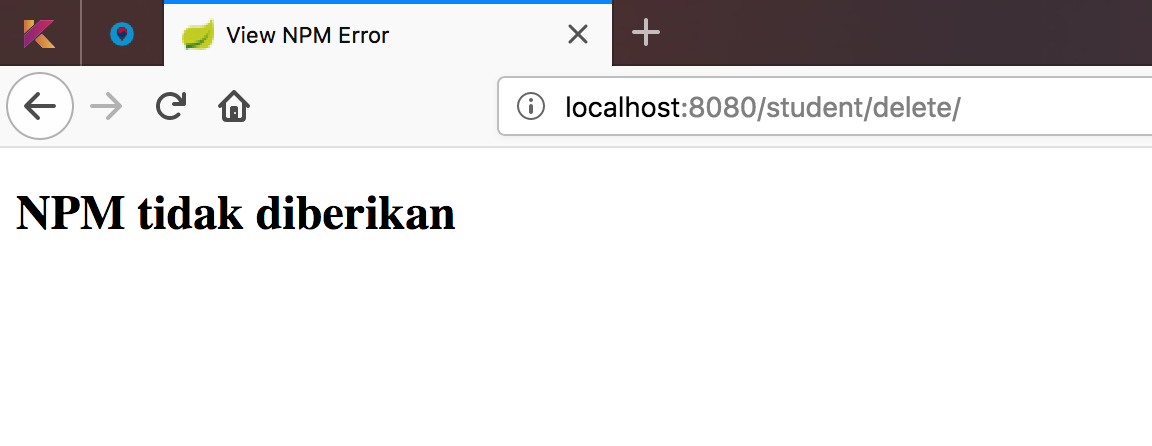 View NPM Error
localhost:8080/student/delete/
NPM tidak diberikan